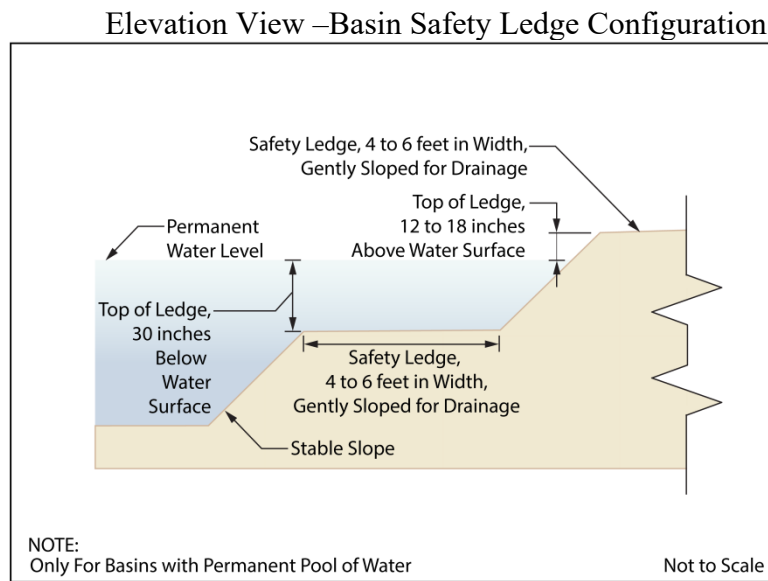 Elevation View –Basin Safety Ledge Configuration
Safety Ledge, 4 to 6 feet in Width,
Gently Sloped for Drainage
Top of Ledge,
12 to 18 inches
Above Water Surface
Permanent
Water Level
Top of Ledge,
30 inches
Below
Water
Surface
Safety Ledge,
4 to 6 feet in Width,
Gently Sloped for Drainage
Stable Slope
NOTE:
Only For Basins with Permanent Pool of Water
Not to Scale